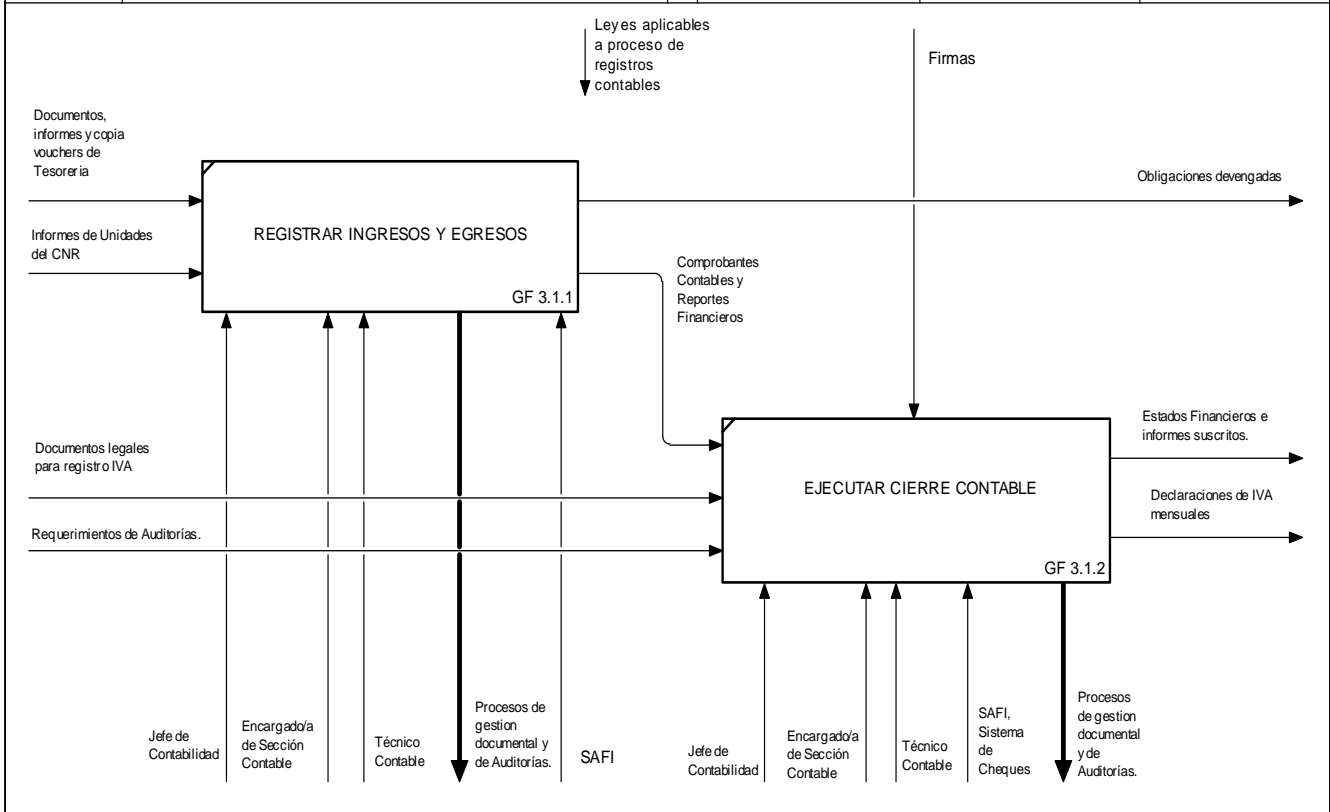 Leyes aplicables
a proceso de
registros
contables
Firmas
Documentos,
informes y copia
vouchers de
Tesoreria
Obligaciones devengadas
REGISTRAR INGRESOS Y EGRESOS
Informes de Unidades
del CNR
GF 3.1.1
Comprobantes
Contables y
Reportes
Financieros
Documentos legales
para registro IVA
Estados Financieros e
informes suscritos.
EJECUTAR CIERRE CONTABLE
Declaraciones de IVA
mensuales
Requerimientos de Auditorías.
GF 3.1.2
Jefe de
Contabilidad
Encargado/a
de Sección
Contable
Técnico
Contable
Procesos de
gestion
documental y
de Auditorías.
SAFI
Jefe de
Contabilidad
Encargado/a
de Sección
Contable
Técnico
Contable
SAFI,
Sistema
de
Cheques
Procesos
de gestion
documental
y de
Auditorías.